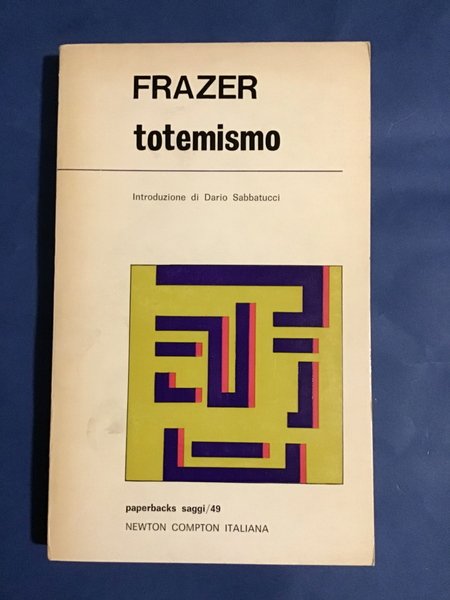 FRAZER
totemismo
Introduzione di Dario Sabbatucci
paperbacks saggi/49
NEWTON COMPTON ITALIANA